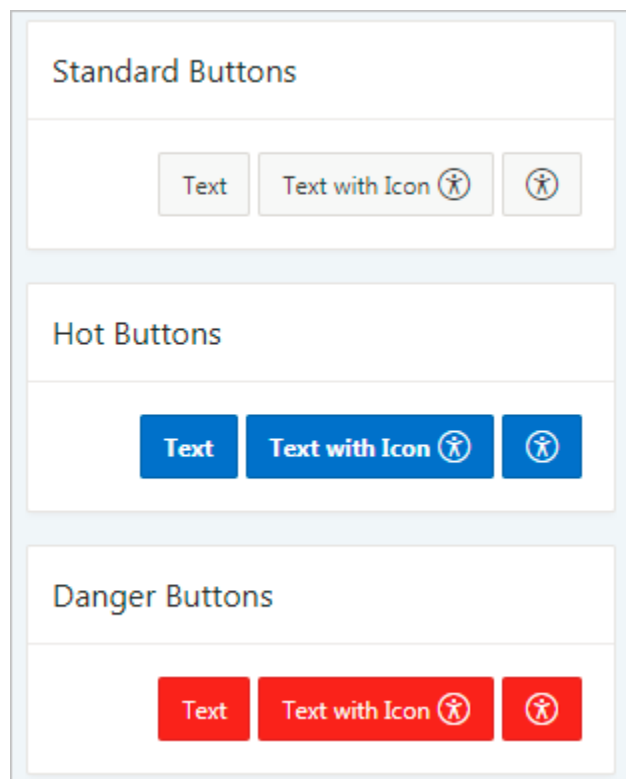 Standard Buttons
Text Text with Icon
Hot Buttons
Text Text with Icon
Danger Buttons
Text Text with Icon